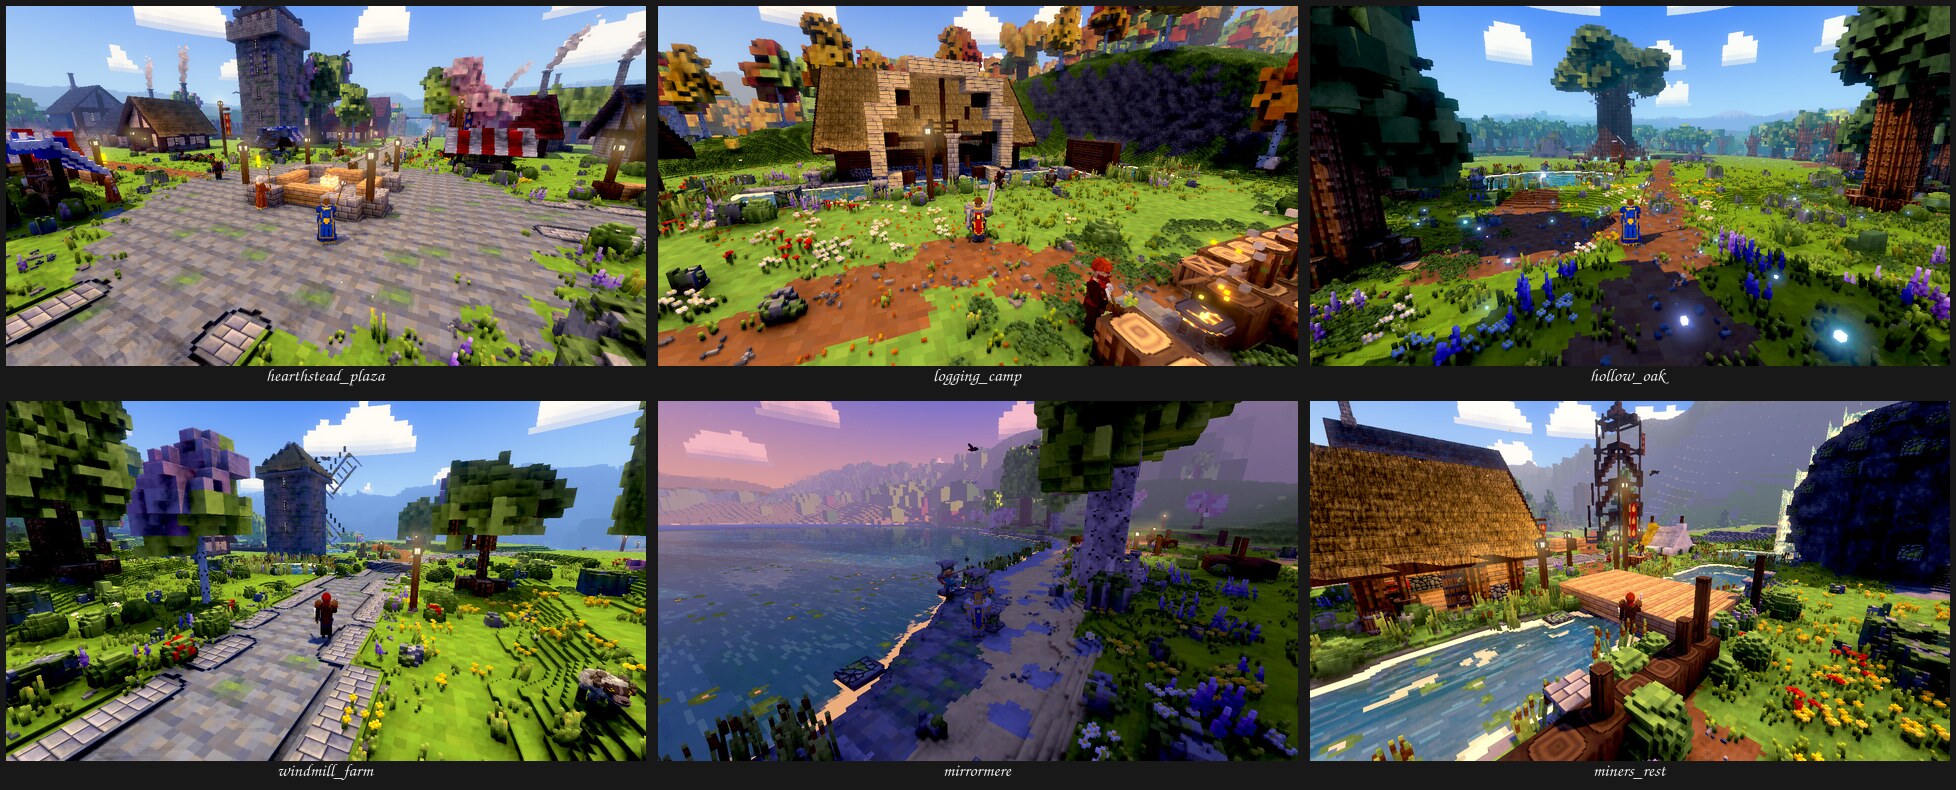 hearthstead_plaza
logging_camp
hollow_oak
windmill_farm
mirrormere
miners_rest